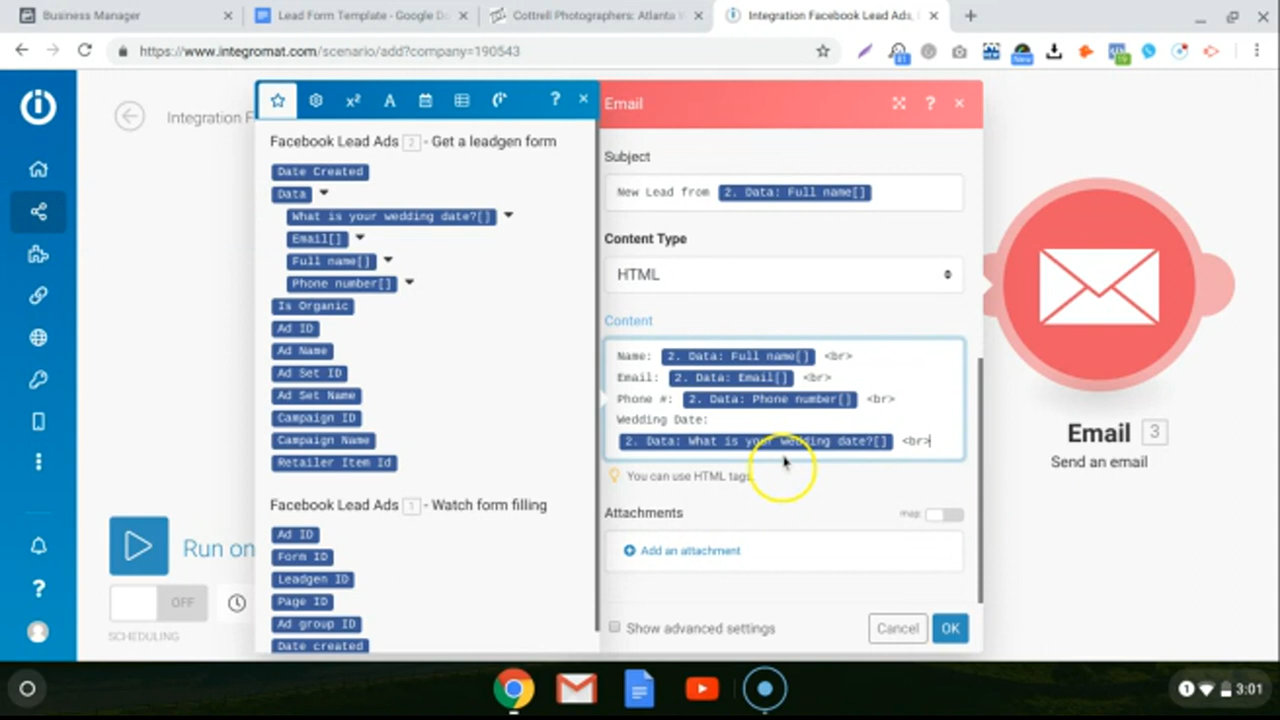 Business Manager
Lead Form Template - Google Do
Cottrell Photographers: Atlanta
Integration Facebook Lead Ads,
https://www.integromat.com/scenario/add?company=190543
81
New
19
Integration F
Run on
OFF
SCHEDULING
Facebook Lead Ads 2 - Get a leadgen form
Date Created
Data
What is your wedding date?[]
Email[]
Full name[]
Phone number[]
Is Organic
Ad ID
Ad Name
Ad Set ID
Ad Set Name
Campaign ID
Campaign Name
Retailer Item Id
Facebook Lead Ads 1 - Watch form filling
Ad ID
Form ID
Leadgen ID
Page ID
Ad group ID
Date created
Email
Subject
New Lead from 2. Data: Full name[]
Content Type
HTML
Content
Name: 2. Data: Full name[] <br>
Email: 2. Data: Email[] <br>
Phone #: 2. Data: Phone number[] <br>
Wedding Date:
2. Data: What is your wedding date?[] <br>
You can use HTML tags.
Attachments
map
Add an attachment
Show advanced settings
Cancel
OK
Email 3
Send an email
1
3:01